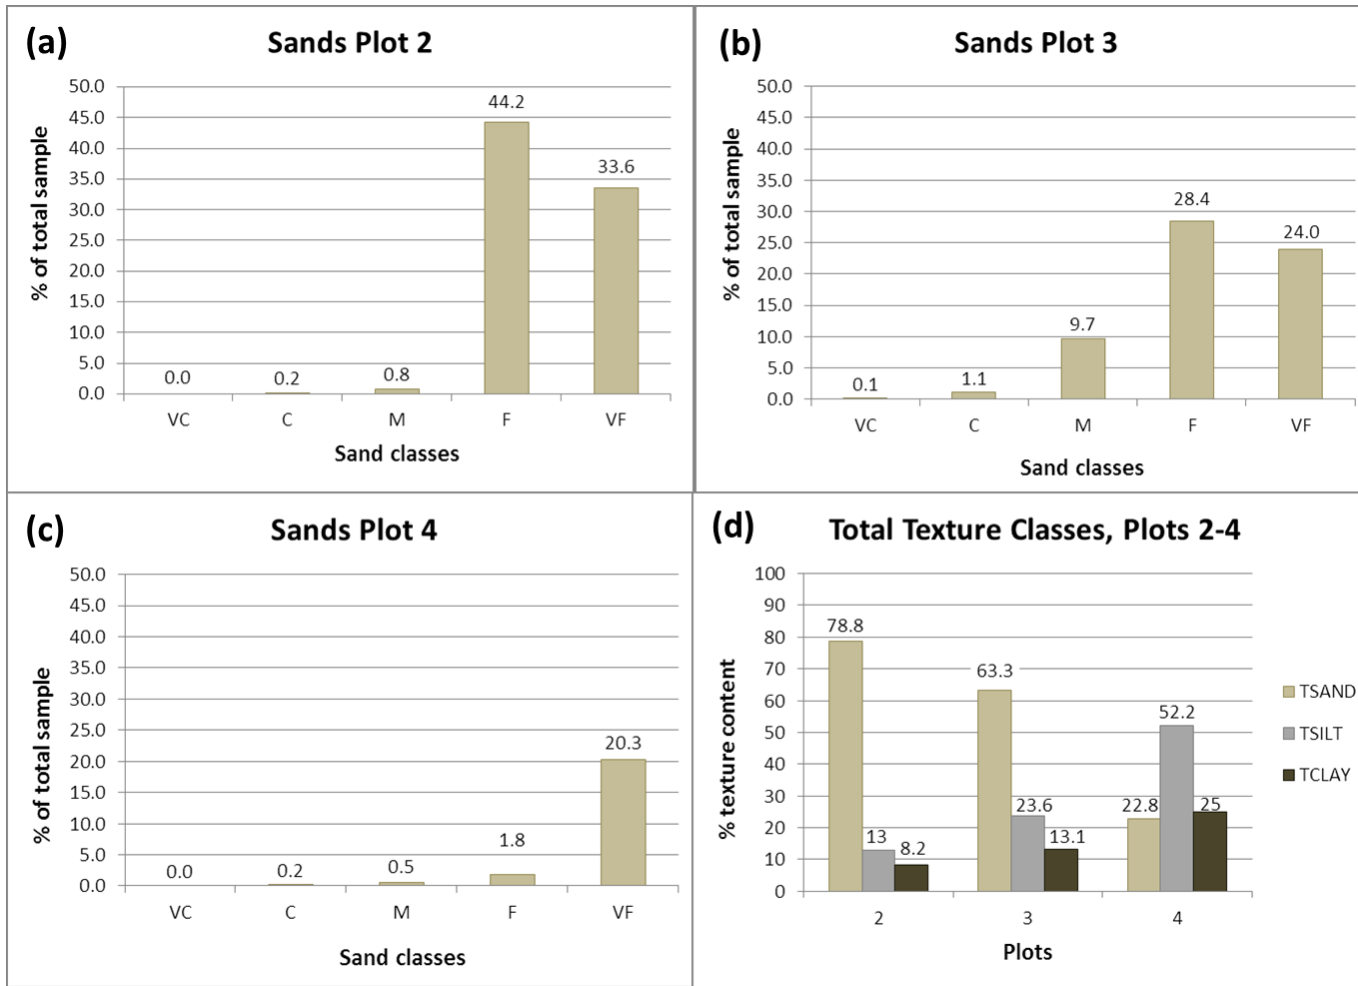 (a)
Sands Plot 2
% of total sample
50.0
45.0
40.0
35.0
30.0
25.0
20.0
15.0
10.0
5.0
0.0
0.0
0.2
0.8
44.2
33.6
VC C M F VF
Sand classes
(b)
Sands Plot 3
% of total sample
50.0
45.0
40.0
35.0
30.0
25.0
20.0
15.0
10.0
5.0
0.0
0.1
1.1
9.7
28.4
24.0
VC C M F VF
Sand classes
(c)
Sands Plot 4
% of total sample
50.0
45.0
40.0
35.0
30.0
25.0
20.0
15.0
10.0
5.0
0.0
0.0
0.2
0.5
1.8
20.3
VC C M F VF
Sand classes
(d)
Total Texture Classes, Plots 2-4
% texture content
100
90
80
70
60
50
40
30
20
10
0
78.8
13
8.2
63.3
23.6
13.1
22.8
52.2
25
2 3 4
Plots
TSAND
TSILT
TCLAY